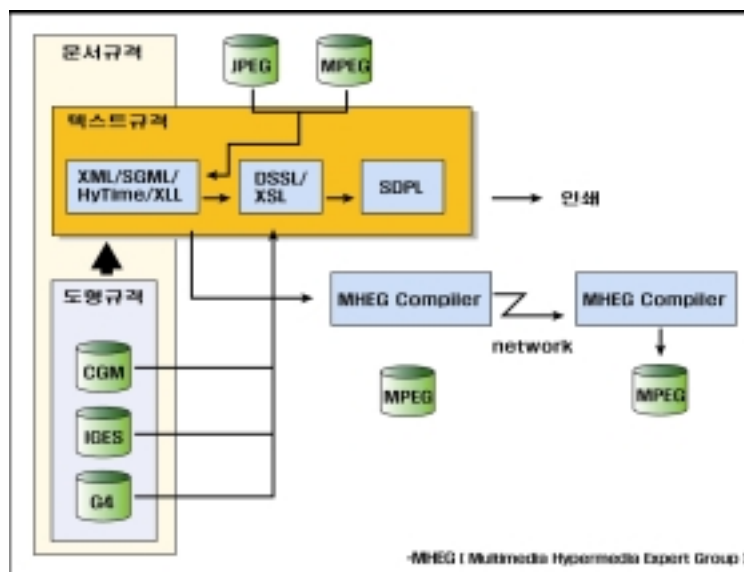 문서규격
JPEG
MPEG
텍스트규격
XML/SGML/
HyTime/XLL
DSSL/
XSL
SDPL
인쇄
도형규격
MHEG Compiler
MHEG Compiler
network
CGM
MPEG
MPEG
IGES
G4
*MHEG ( Multimedia Hypermedia Expert Group )